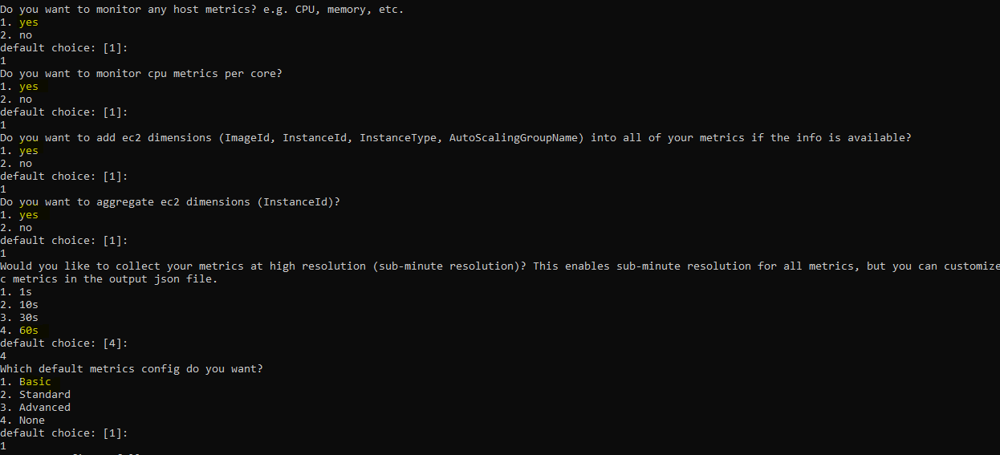 Do you want to monitor any host metrics? e.g. CPU, memory, etc.
1. yes
2. no
default choice: [1]:
1
Do you want to monitor cpu metrics per core?
1. yes
2. no
default choice: [1]:
1
Do you want to add ec2 dimensions (ImageId, InstanceId, InstanceType, AutoScalingGroupName) into all of your metrics if the info is available?
1. yes
2. no
default choice: [1]:
1
Do you want to aggregate ec2 dimensions (InstanceId)?
1. yes
2. no
default choice: [1]:
1
Would you like to collect your metrics at high resolution (sub-minute resolution)? This enables sub-minute resolution for all metrics, but you can customize
c metrics in the output json file.
1. 1s
2. 10s
3. 30s
4. 60s
default choice: [4]:
4
Which default metrics config do you want?
1. Basic
2. Standard
3. Advanced
4. None
default choice: [1]:
1